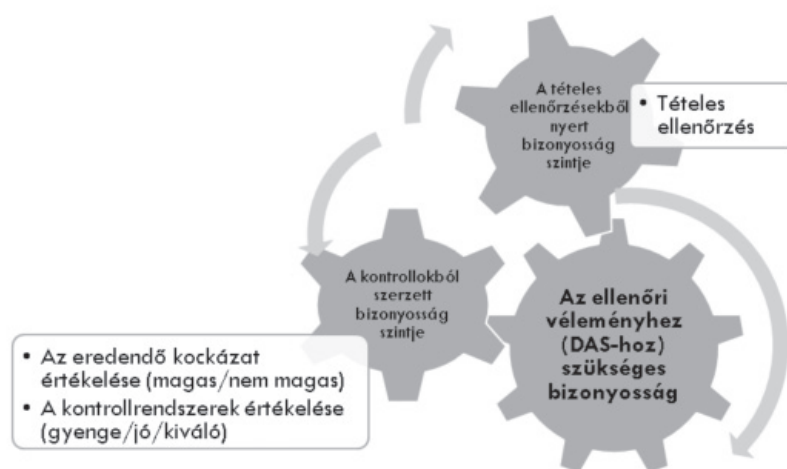 A tételes
ellenőrzésekből
nyert
bizonyosság
szintje
• Tételes
ellenőrzés
A kontrollokból
szerzett
bizonyosság
szintje
Az ellenőri
véleményhez
(DAS-hoz)
szükséges
bizonyosság
• Az eredendő kockázat
értékelése (magas/nem magas)
• A kontrollrendszerek értékelése
(gyenge/jó/kiváló)